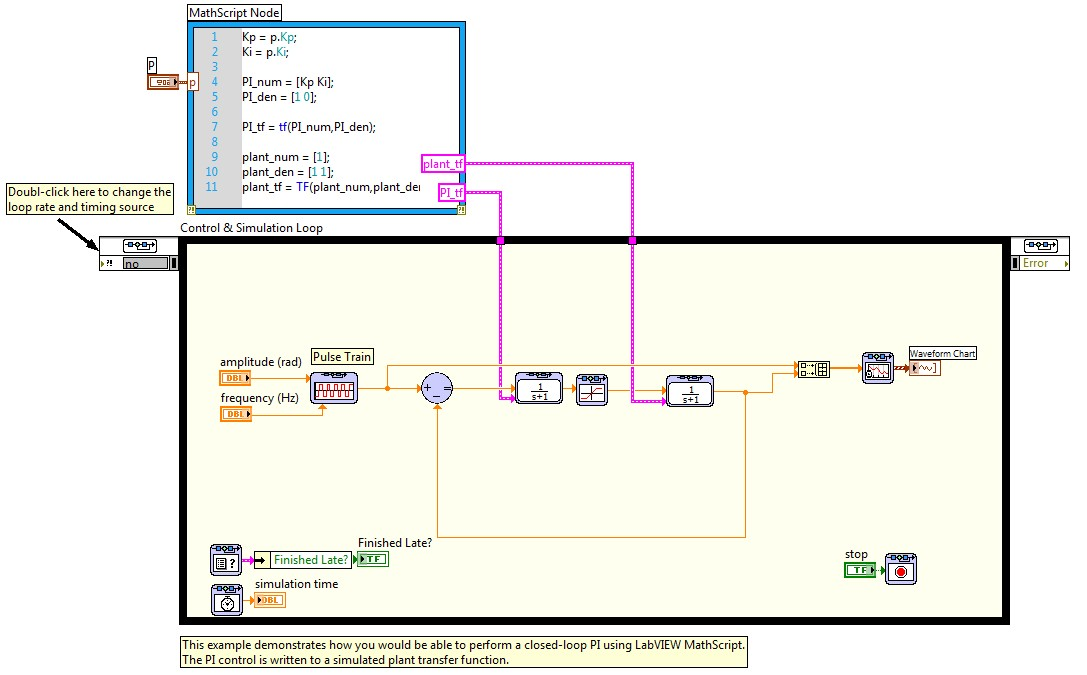 MathScript Node
1 Kp = p.Kp;
2 Ki = p.Ki;
3
4 PI_num = [Kp Ki];
5 PI_den = [1 0];
6
7 PI_tf = tf(PI_num,PI_den);
8
9 plant_num = [1];
10 plant_den = [1 1];
11 plant_tf = TF(plant_num,plant_der
P
p
plant_tf
PI_tf
Doubl-click here to change the
loop rate and timing source
Control & Simulation Loop
?! no
Error
amplitude (rad)
DBL
Pulse Train
frequency (Hz)
DBL
1
s+1
1
s+1
Waveform Chart
Finished Late?
Finished Late?
TF
simulation time
DBL
stop
TF
This example demonstrates how you would be able to perform a closed-loop PI using LabVIEW MathScript.
The PI control is written to a simulated plant transfer function.